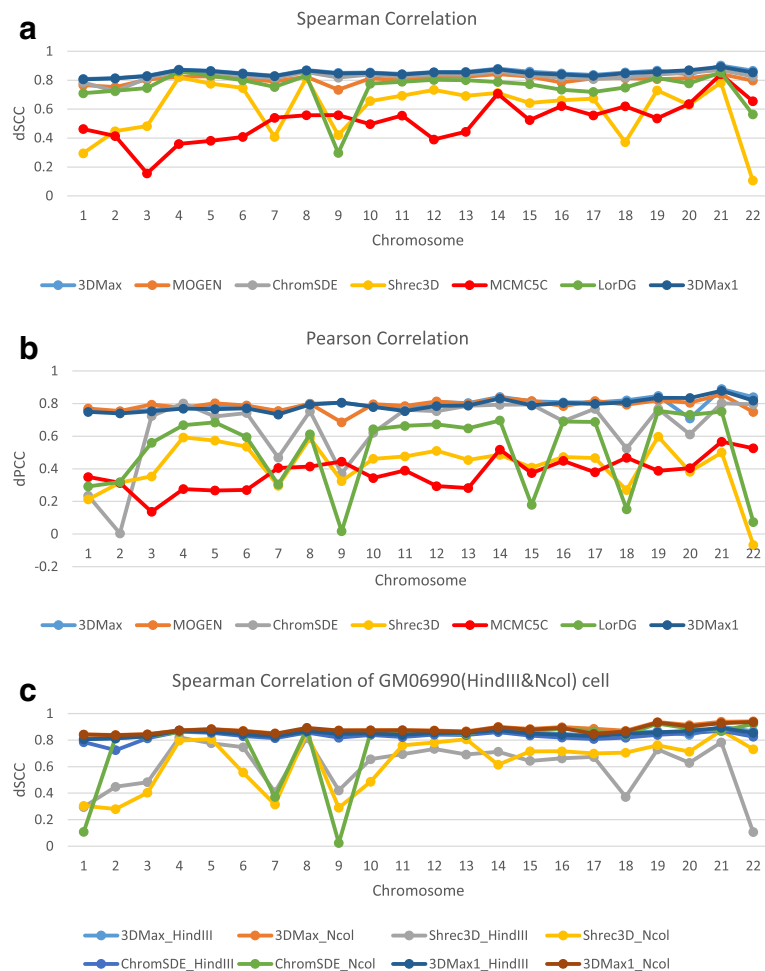 a
Spearman Correlation
1
0.8
0.6
0.4
0.2
0
dSCC
1 2 3 4 5 6 7 8 9 10 11 12 13 14 15 16 17 18 19 20 21 22
Chromosome
3DMax MOGEN ChromSDE Shrec3D MCMC5C LorDG 3DMax1
b
Pearson Correlation
1
0.8
0.6
0.4
0.2
0
-0.2
dPCC
1 2 3 4 5 6 7 8 9 10 11 12 13 14 15 16 17 18 19 20 21 22
Chromosome
3DMax MOGEN ChromSDE Shrec3D MCMC5C LorDG 3DMax1
c
Spearman Correlation of GM06990(HindIII&Ncol) cell
1
0.8
0.6
0.4
0.2
0
dSCC
1 2 3 4 5 6 7 8 9 10 11 12 13 14 15 16 17 18 19 20 21 22
Chromosome
3DMax_HindIII 3DMax_Ncol Shrec3D_HindIII Shrec3D_Ncol
ChromSDE_HindIII ChromSDE_Ncol 3DMax1_HindIII 3DMax1_Ncol